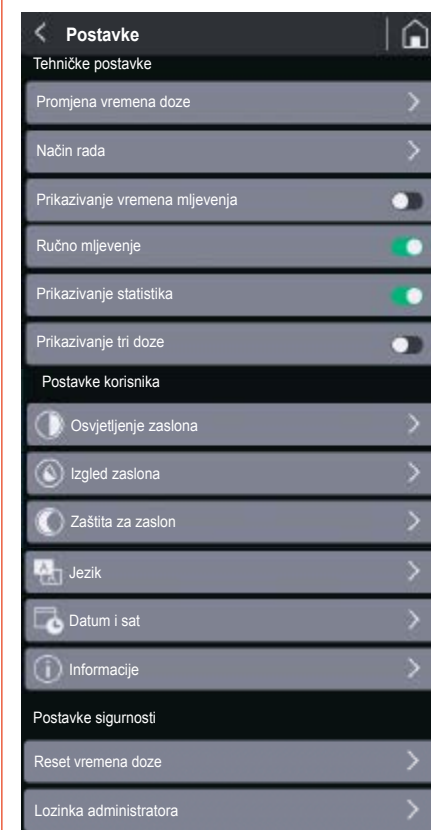 Postavke
Tehničke postavke
Promjena vremena doze
Način rada
Prikazivanje vremena mljevenja
Ručno mljevenje
Prikazivanje statistika
Prikazivanje tri doze
Postavke korisnika
Osvjetljenje zaslona
Izgled zaslona
Zaštita za zaslon
Jezik
Datum i sat
Informacije
Postavke sigurnosti
Reset vremena doze
Lozinka administratora